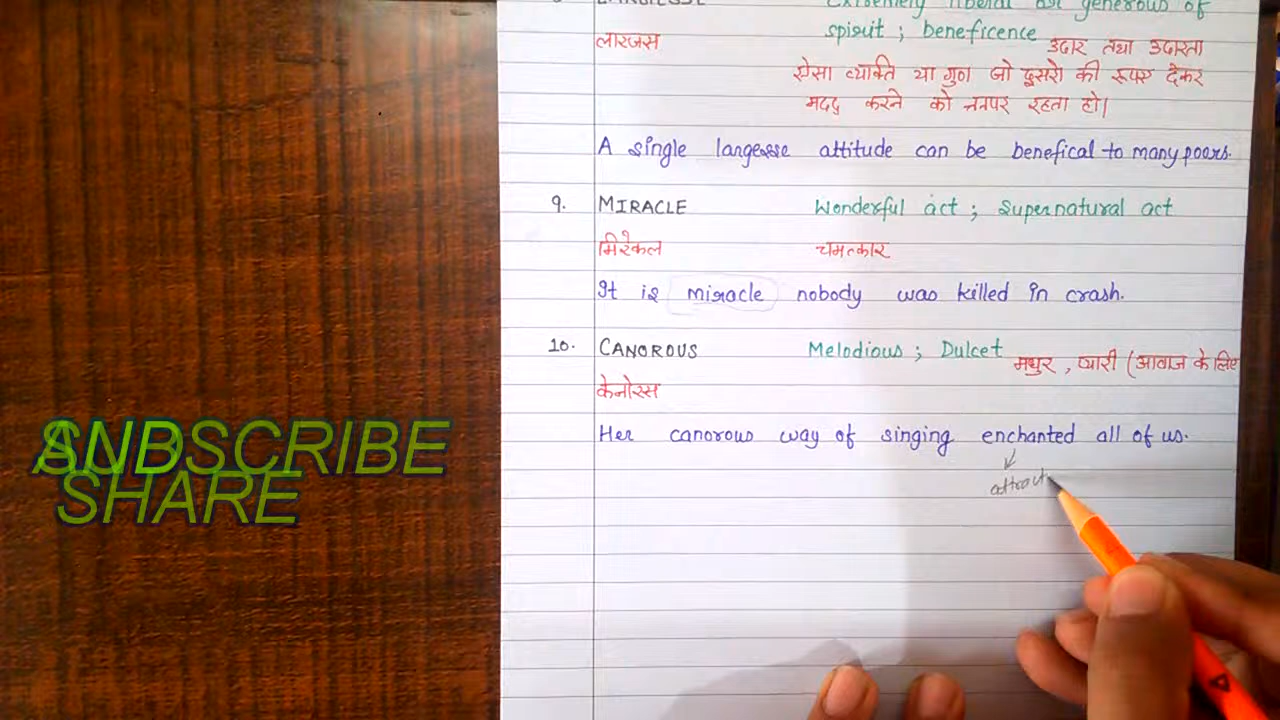 spirit ; beneficence उदार तथा उदारता
लारजस
ऐसा व्यक्ति या गुण जो दुसरो की रूपए देकर
मदद करने को तत्पर रहता हो।
A single largesse attitude can be benefical to many poors.
9. MIRACLE Wonderful act ; Supernatural act
मिरेकल चमत्कार
It is miracle nobody was killed in crash.
10. CANOROUS Melodious ; Dulcet मधुर , प्यारी (आवाज के लिए
केनोरस
Her canorous way of singing enchanted all of us.
SHARE